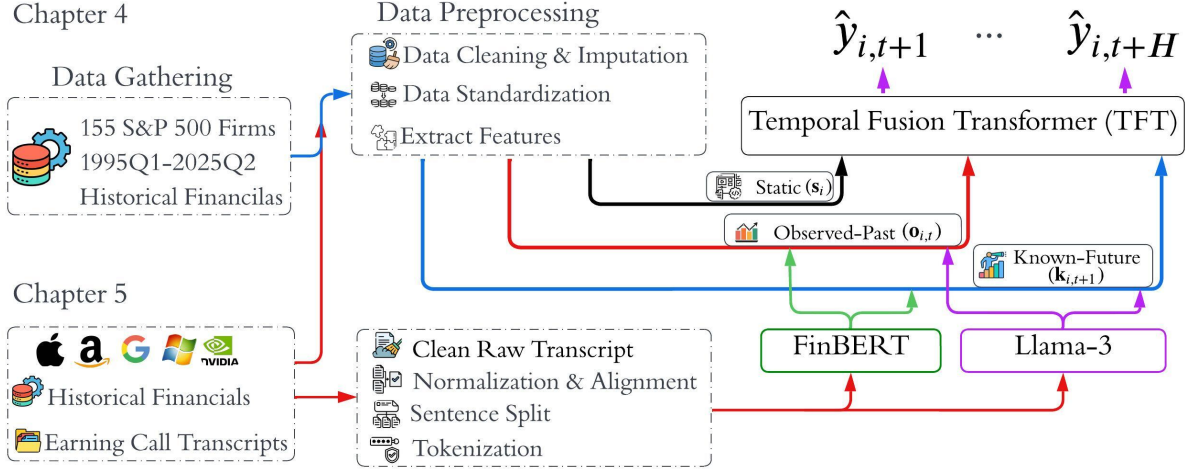 Chapter 4
Data Gathering
155 S&P 500 Firms
1995Q1-2025Q2
Historical Financilas
Data Preprocessing
Data Cleaning & Imputation
Data Standardization
Extract Features
ŷi,t+1 ... ŷi,t+H
Temporal Fusion Transformer (TFT)
Static (si)
Observed-Past (oi,t)
Known-Future
(ki,t+1)
Chapter 5
a G NVIDIA
Historical Financials
Earning Call Transcripts
Clean Raw Transcript
Normalization & Alignment
Sentence Split
Tokenization
FinBERT
Llama-3